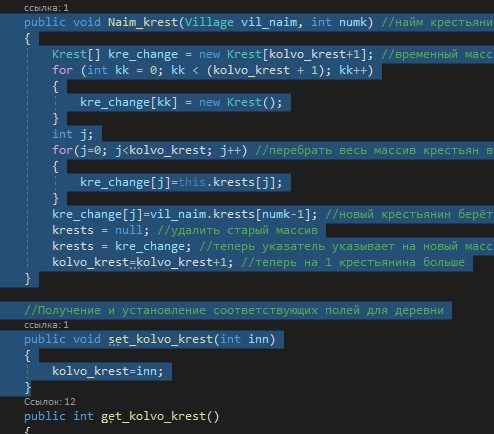 ссылка: 1
public void Naim_krest(Village vil_naim, int numk) //найм крестьяни
{
Krest[] kre_change = new Krest[kolvo_krest+1]; //временный масс
for (int kk = 0; kk < (kolvo_krest + 1); kk++)
{
kre_change[kk] = new Krest();
}
int j;
for(j=0; j<kolvo_krest; j++) //перебрать весь массив крестьян в
{
kre_change[j]=this.krests[j];
}
kre_change[j]=vil_naim.krests[numk-1]; //новый крестьянин берёт
krests = null; //удалить старый массив
krests = kre_change; //теперь указатель указывает на новый масс
kolvo_krest=kolvo_krest+1; //теперь на 1 крестьянина больше
}
//Получение и установление соответствующих полей для деревни
ссылка: 1
public void set_kolvo_krest(int inn)
{
kolvo_krest=inn;
}
Ссылок: 12
public int get_kolvo_krest()
{